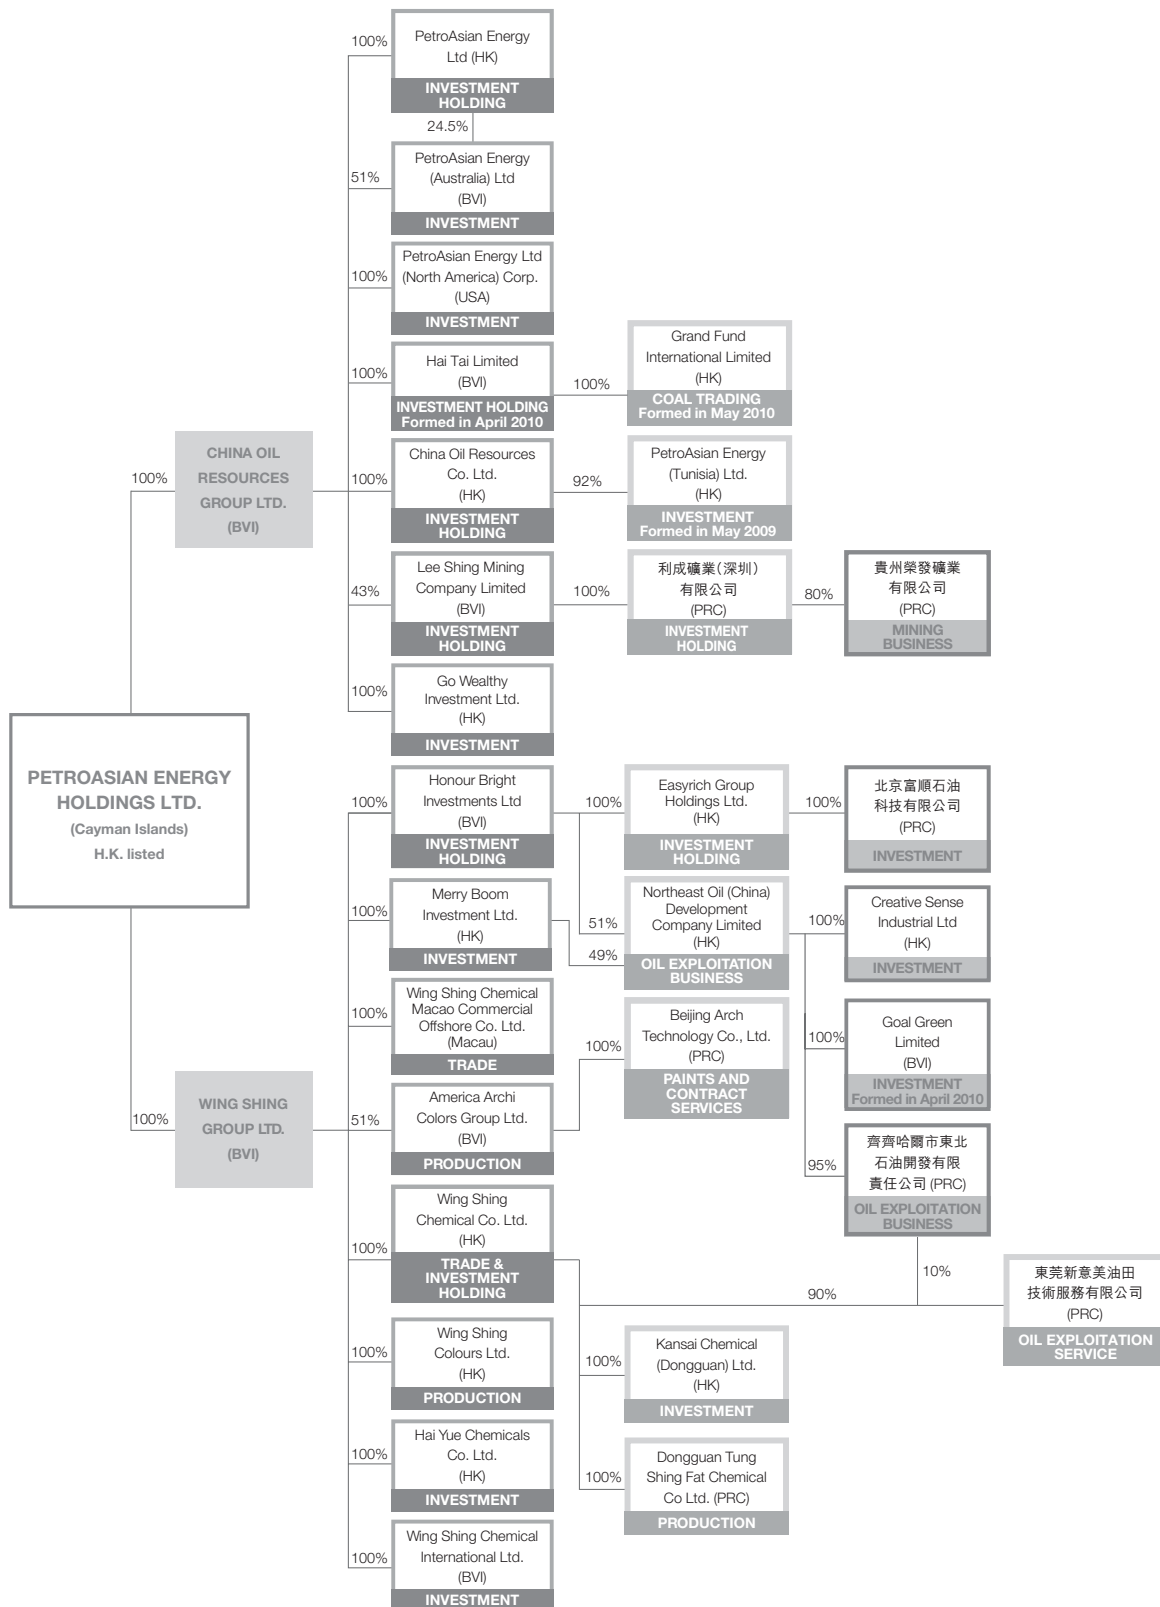 PETROASIAN ENERGY
HOLDINGS LTD.
(Cayman Islands)
H.K. listed
100%
CHINA OIL
RESOURCES
GROUP LTD.
(BVI)
100%
PetroAsian Energy
Ltd (HK)
INVESTMENT
HOLDING
24.5%
51%
PetroAsian Energy
(Australia) Ltd
(BVI)
INVESTMENT
100%
PetroAsian Energy Ltd
(North America) Corp.
(USA)
INVESTMENT
100%
Hai Tai Limited
(BVI)
INVESTMENT HOLDING
Formed in April 2010
100%
Grand Fund
International Limited
(HK)
COAL TRADING
Formed in May 2010
100%
China Oil Resources
Co. Ltd.
(HK)
INVESTMENT
HOLDING
92%
PetroAsian Energy
(Tunisia) Ltd.
(HK)
INVESTMENT
Formed in May 2009
43%
Lee Shing Mining
Company Limited
(BVI)
INVESTMENT
HOLDING
100%
利成礦業(深圳)
有限公司
(PRC)
INVESTMENT
HOLDING
80%
貴州榮發礦業
有限公司
(PRC)
MINING
BUSINESS
100%
Go Wealthy
Investment Ltd.
(HK)
INVESTMENT
100%
WING SHING
GROUP LTD.
(BVI)
100%
Honour Bright
Investments Ltd
(BVI)
INVESTMENT
HOLDING
100%
Easyrich Group
Holdings Ltd.
(HK)
INVESTMENT
HOLDING
100%
北京富順石油
科技有限公司
(PRC)
INVESTMENT
100%
Merry Boom
Investment Ltd.
(HK)
INVESTMENT
51%
49%
Northeast Oil (China)
Development
Company Limited
(HK)
OIL EXPLOITATION
BUSINESS
100%
Creative Sense
Industrial Ltd
(HK)
INVESTMENT
100%
Goal Green
Limited
(BVI)
INVESTMENT
Formed in April 2010
95%
齊齊哈爾市東北
石油開發有限
責任公司 (PRC)
OIL EXPLOITATION
BUSINESS
100%
Wing Shing Chemical
Macao Commercial
Offshore Co. Ltd.
(Macau)
TRADE
51%
America Archi
Colors Group Ltd.
(BVI)
PRODUCTION
100%
Beijing Arch
Technology Co., Ltd.
(PRC)
PAINTS AND
CONTRACT
SERVICES
100%
Wing Shing
Chemical Co. Ltd.
(HK)
TRADE &
INVESTMENT
HOLDING
90%
10%
東莞新意美油田
技術服務有限公司
(PRC)
OIL EXPLOITATION
SERVICE
100%
Kansai Chemical
(Dongguan) Ltd.
(HK)
INVESTMENT
100%
Dongguan Tung
Shing Fat Chemical
Co Ltd. (PRC)
PRODUCTION
100%
Wing Shing
Colours Ltd.
(HK)
PRODUCTION
100%
Hai Yue Chemicals
Co. Ltd.
(HK)
INVESTMENT
100%
Wing Shing Chemical
International Ltd.
(BVI)
INVESTMENT